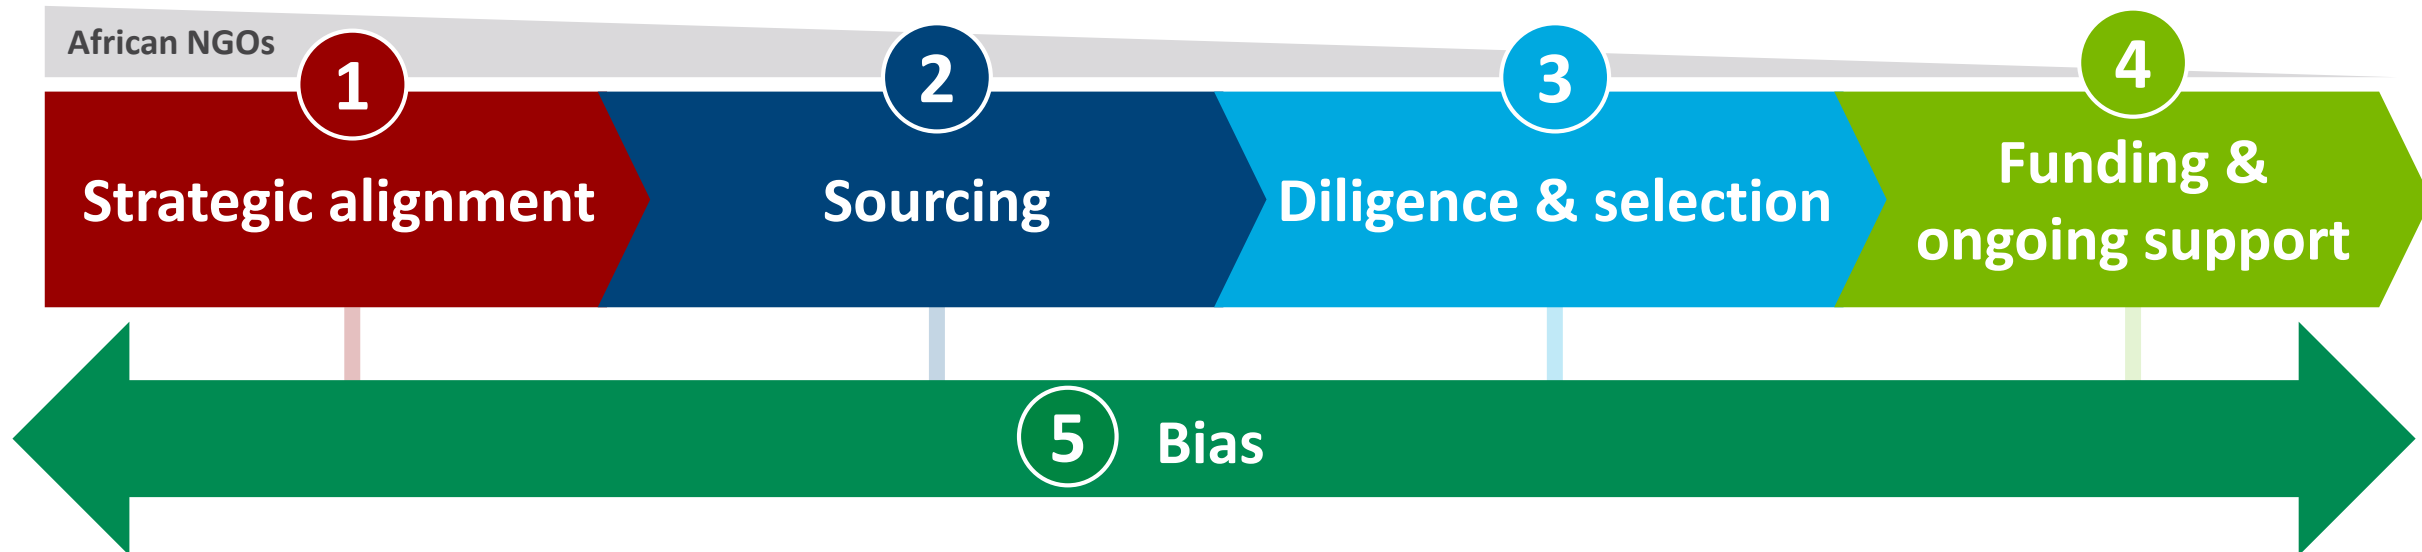 African NGOs
1
2
3
4
Strategic alignment
Sourcing
Diligence & selection
Funding &
ongoing support
5
Bias